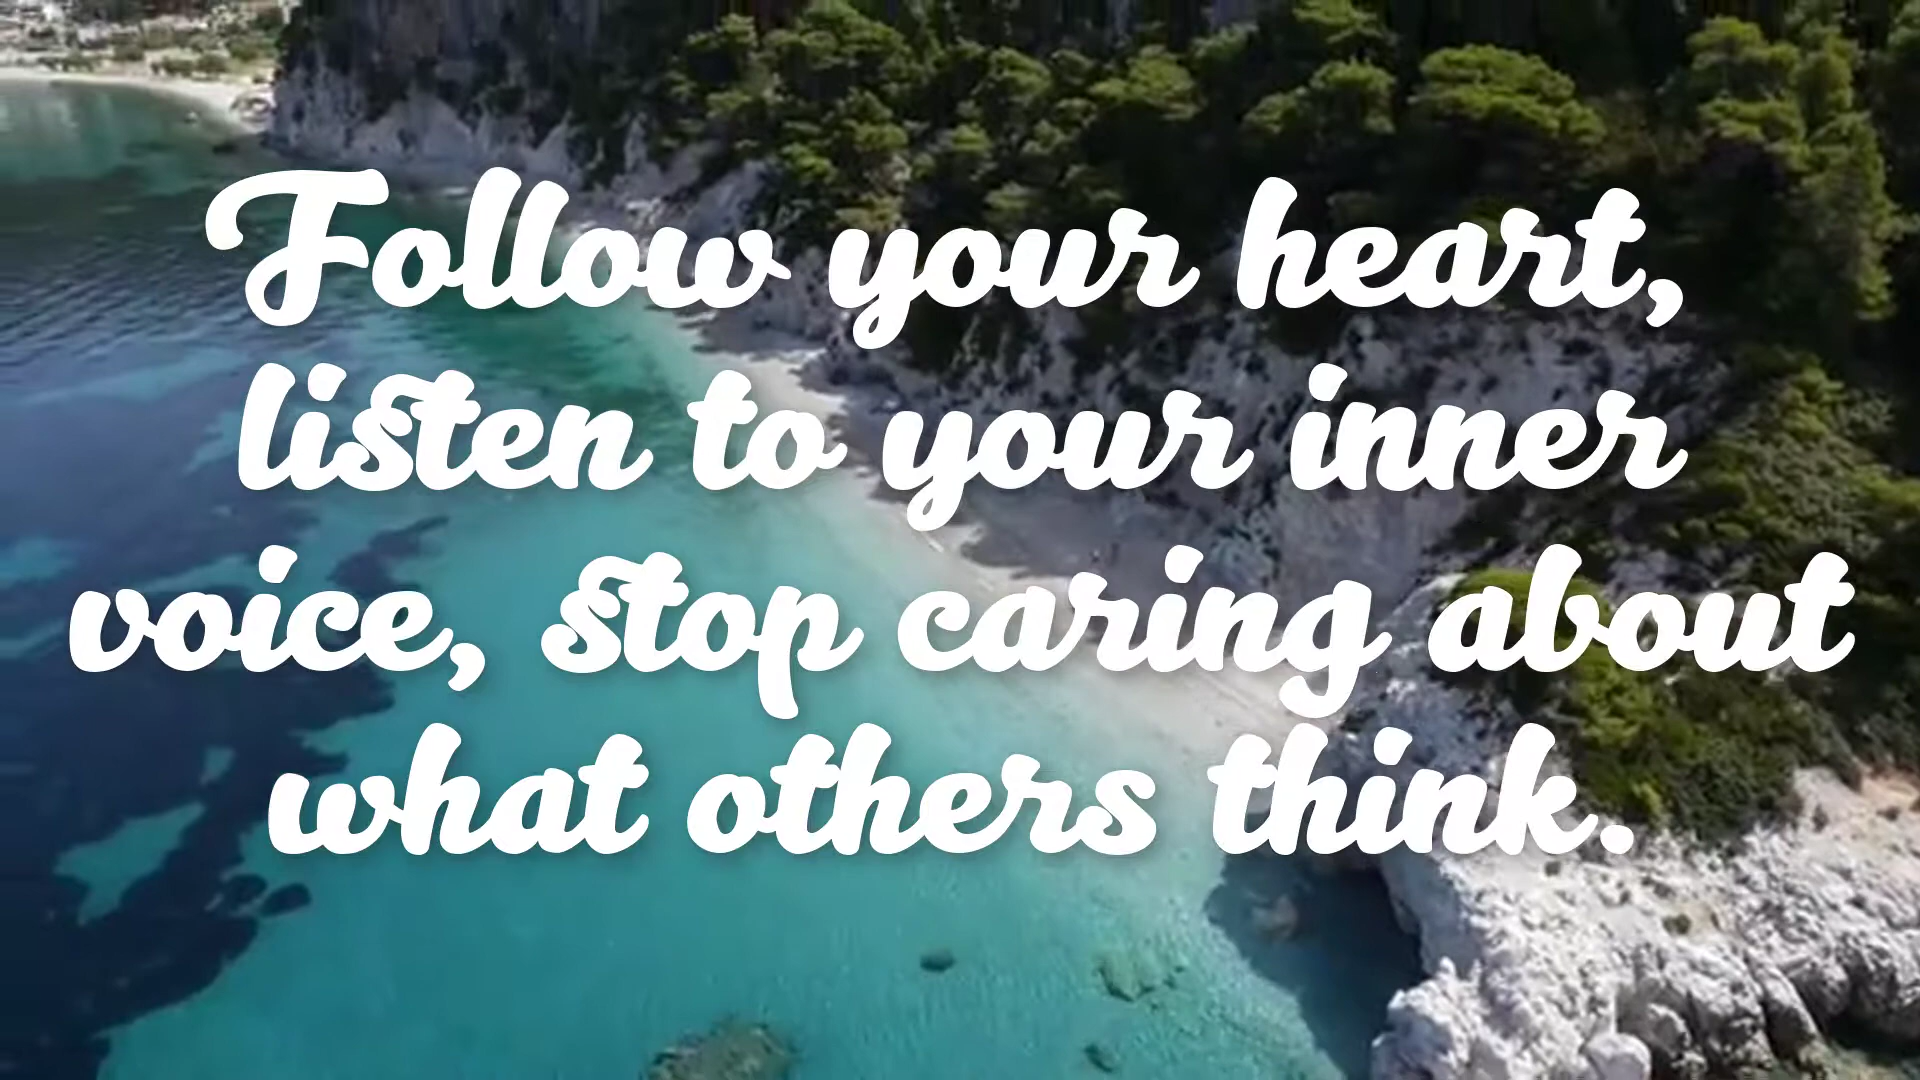 Follow your heart,
listen to your inner
voice, stop caring about
what others think.